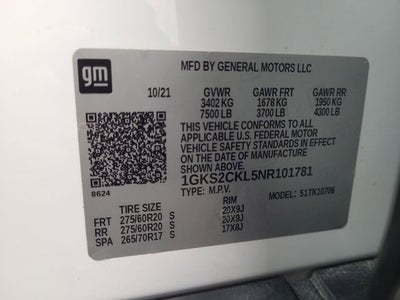 gm
MFD BY GENERAL MOTORS LLC
10/21 GVWR GAWR FRT GAWR RR
3402 KG 1678 KG 1950 KG
7500 LB 3700 LB 4300 LB
THIS VEHICLE CONFORMS TO ALL
APPLICABLE U.S. FEDERAL MOTOR
VEHICLE SAFETY STANDARDS IN EFFECT
ON THE DATE OF MANUFACTURE SHOWN ABOVE.
1GKS2CKL5NR101781
8624
TYPE: M.P.V. MODEL: 51TK10706
TIRE SIZE RIM
FRT 275/60R20 S 20X9J
RR 275/60R20 S 20X9J
SPA 265/70R17 S 17X8J